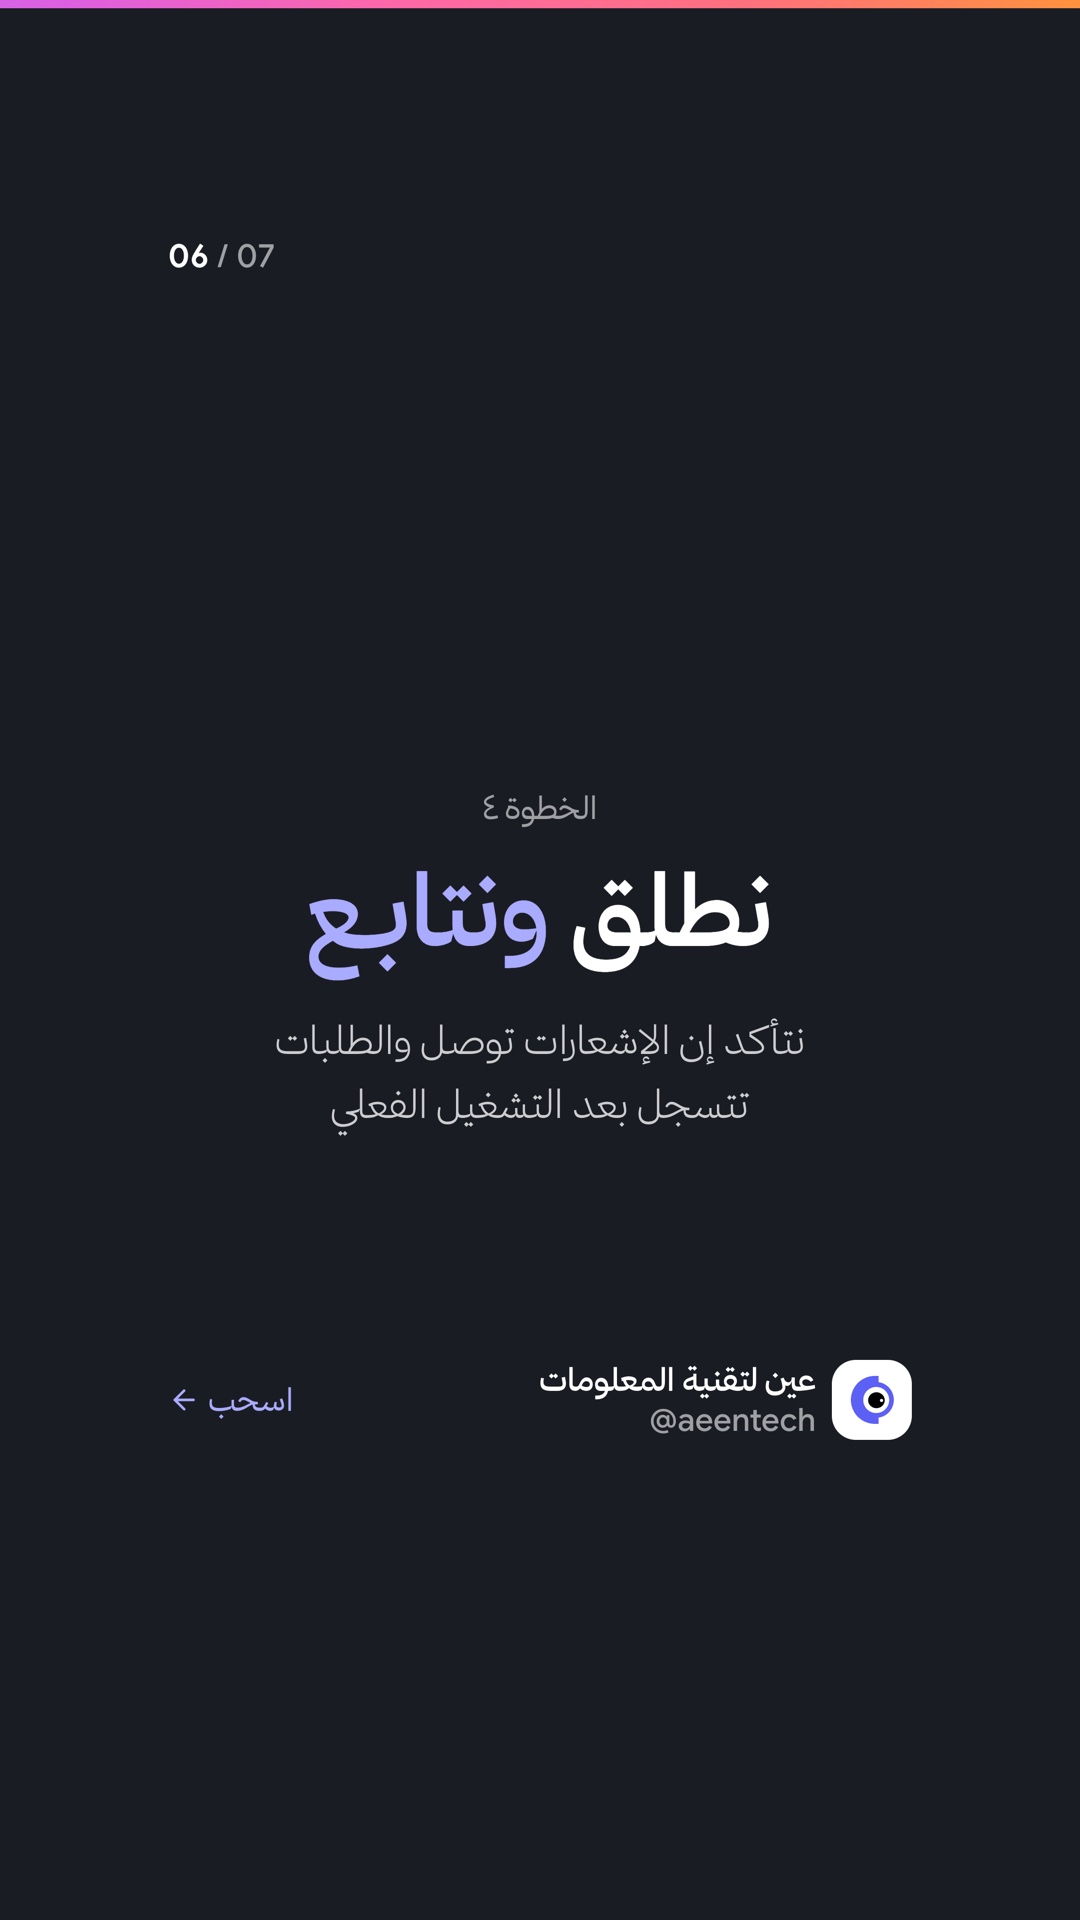 06 / 07
الخطوة ٤
نطلق ونتابع
نتأكد إن الإشعارات توصل والطلبات
تتسجل بعد التشغيل الفعلي
عين لتقنية المعلومات
@aeentech
اسحب ←